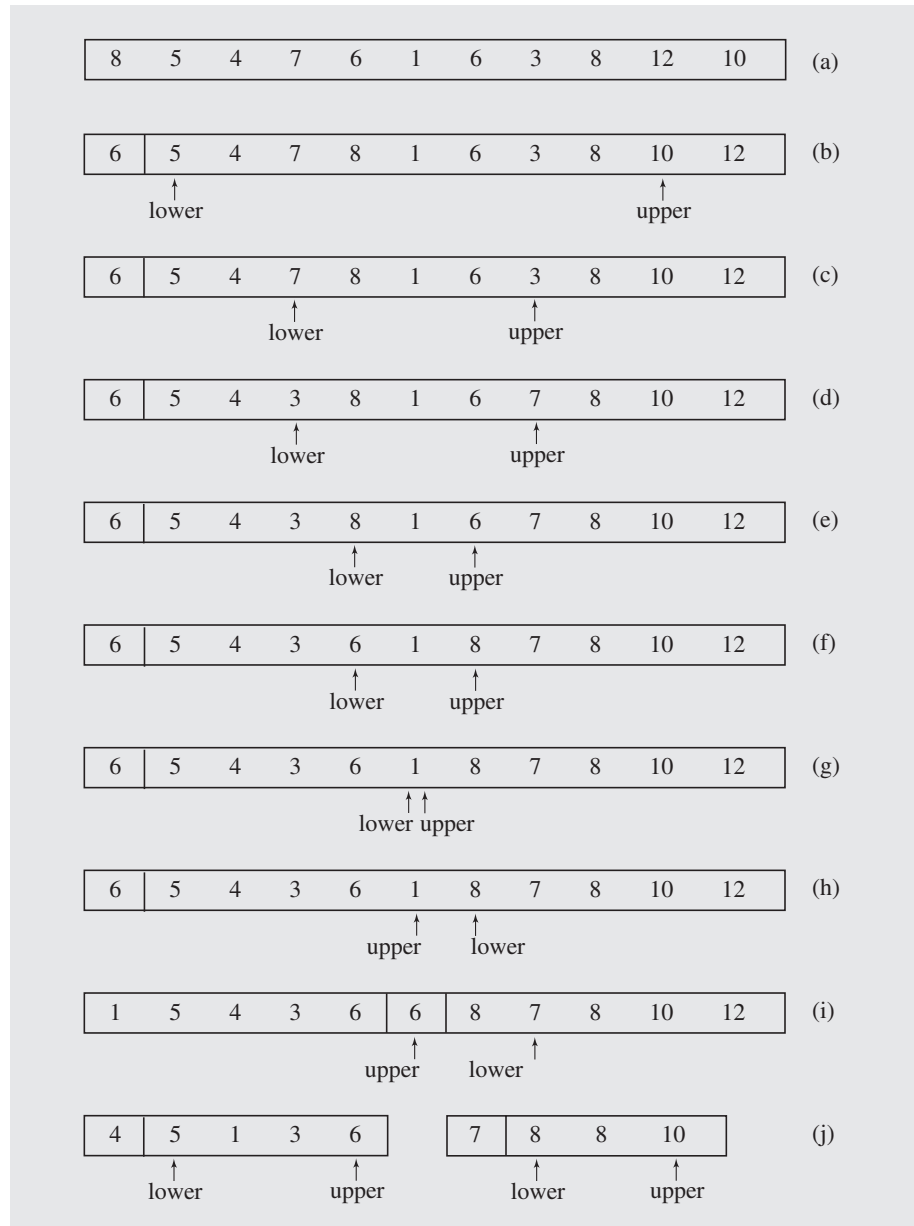 8 5 4 7 6 1 6 3 8 12 10 (a)
6 5 4 7 8 1 6 3 8 10 12 (b)
lower upper
6 5 4 7 8 1 6 3 8 10 12 (c)
lower upper
6 5 4 3 8 1 6 7 8 10 12 (d)
lower upper
6 5 4 3 8 1 6 7 8 10 12 (e)
lower upper
6 5 4 3 6 1 8 7 8 10 12 (f)
lower upper
6 5 4 3 6 1 8 7 8 10 12 (g)
lower upper
6 5 4 3 6 1 8 7 8 10 12 (h)
upper lower
1 5 4 3 6 6 8 7 8 10 12 (i)
upper lower
4 5 1 3 6 7 8 8 10 (j)
lower upper lower upper